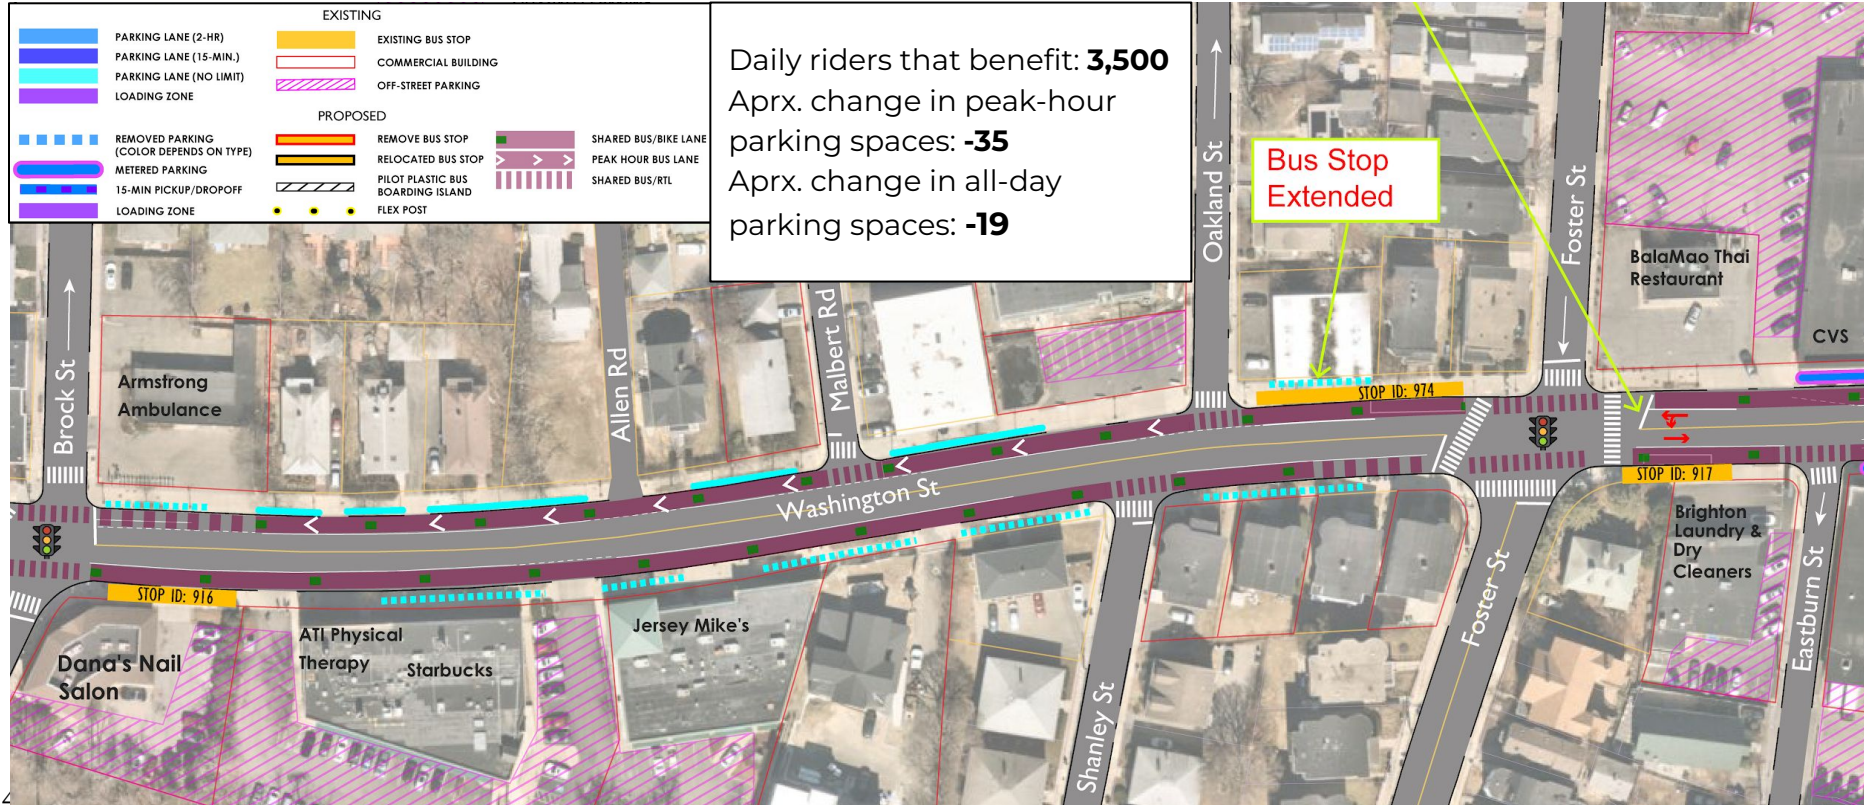 EXISTING
PARKING LANE (2-HR)
PARKING LANE (15-MIN.)
PARKING LANE (NO LIMIT)
LOADING ZONE
EXISTING BUS STOP
COMMERCIAL BUILDING
OFF-STREET PARKING
PROPOSED
REMOVED PARKING
(COLOR DEPENDS ON TYPE)
METERED PARKING
15-MIN PICKUP/DROPOFF
LOADING ZONE
REMOVE BUS STOP
RELOCATED BUS STOP
PILOT PLASTIC BUS
BOARDING ISLAND
FLEX POST
SHARED BUS/BIKE LANE
PEAK HOUR BUS LANE
SHARED BUS/RTL
Daily riders that benefit: 3,500
Aprx. change in peak-hour
parking spaces: -35
Aprx. change in all-day
parking spaces: -19
Bus Stop
Extended
Oakland St
Foster St
BalaMao Thai
Restaurant
CVS
Brock St
Armstrong
Ambulance
Allen Rd
Malbert Rd
STOP ID: 974
Washington St
STOP ID: 917
STOP ID: 916
Dana's Nail
Salon
ATI Physical
Therapy
Starbucks
Jersey Mike's
Shanley St
Foster St
Brighton
Laundry &
Dry
Cleaners
Eastburn St